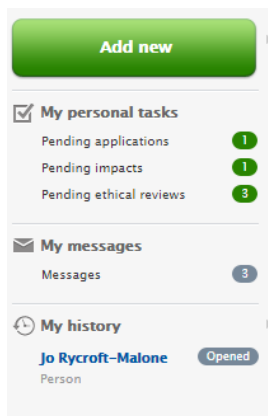 Add new
My personal tasks
Pending applications 1
Pending impacts 1
Pending ethical reviews 3
My messages
Messages 3
My history
Jo Rycroft-Malone Opened
Person